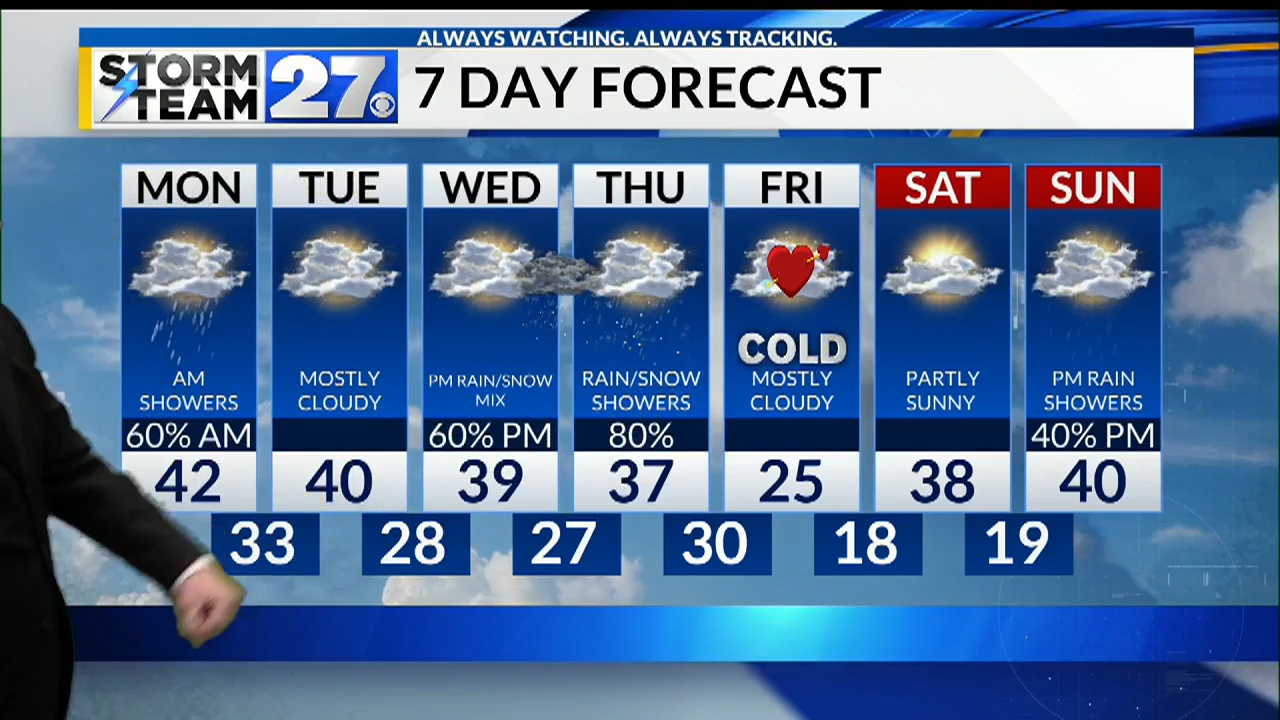 ALWAYS WATCHING. ALWAYS TRACKING.
STORM
TEAM
27
7 DAY FORECAST
MON TUE WED THU FRI SAT SUN
COLD
AM
SHOWERS
MOSTLY
CLOUDY
PM RAIN/SNOW
MIX
RAIN/SNOW
SHOWERS
MOSTLY
CLOUDY
PARTLY
SUNNY
PM RAIN
SHOWERS
60% AM 60% PM 80% 40% PM
42 40 39 37 25 38 40
33 28 27 30 18 19